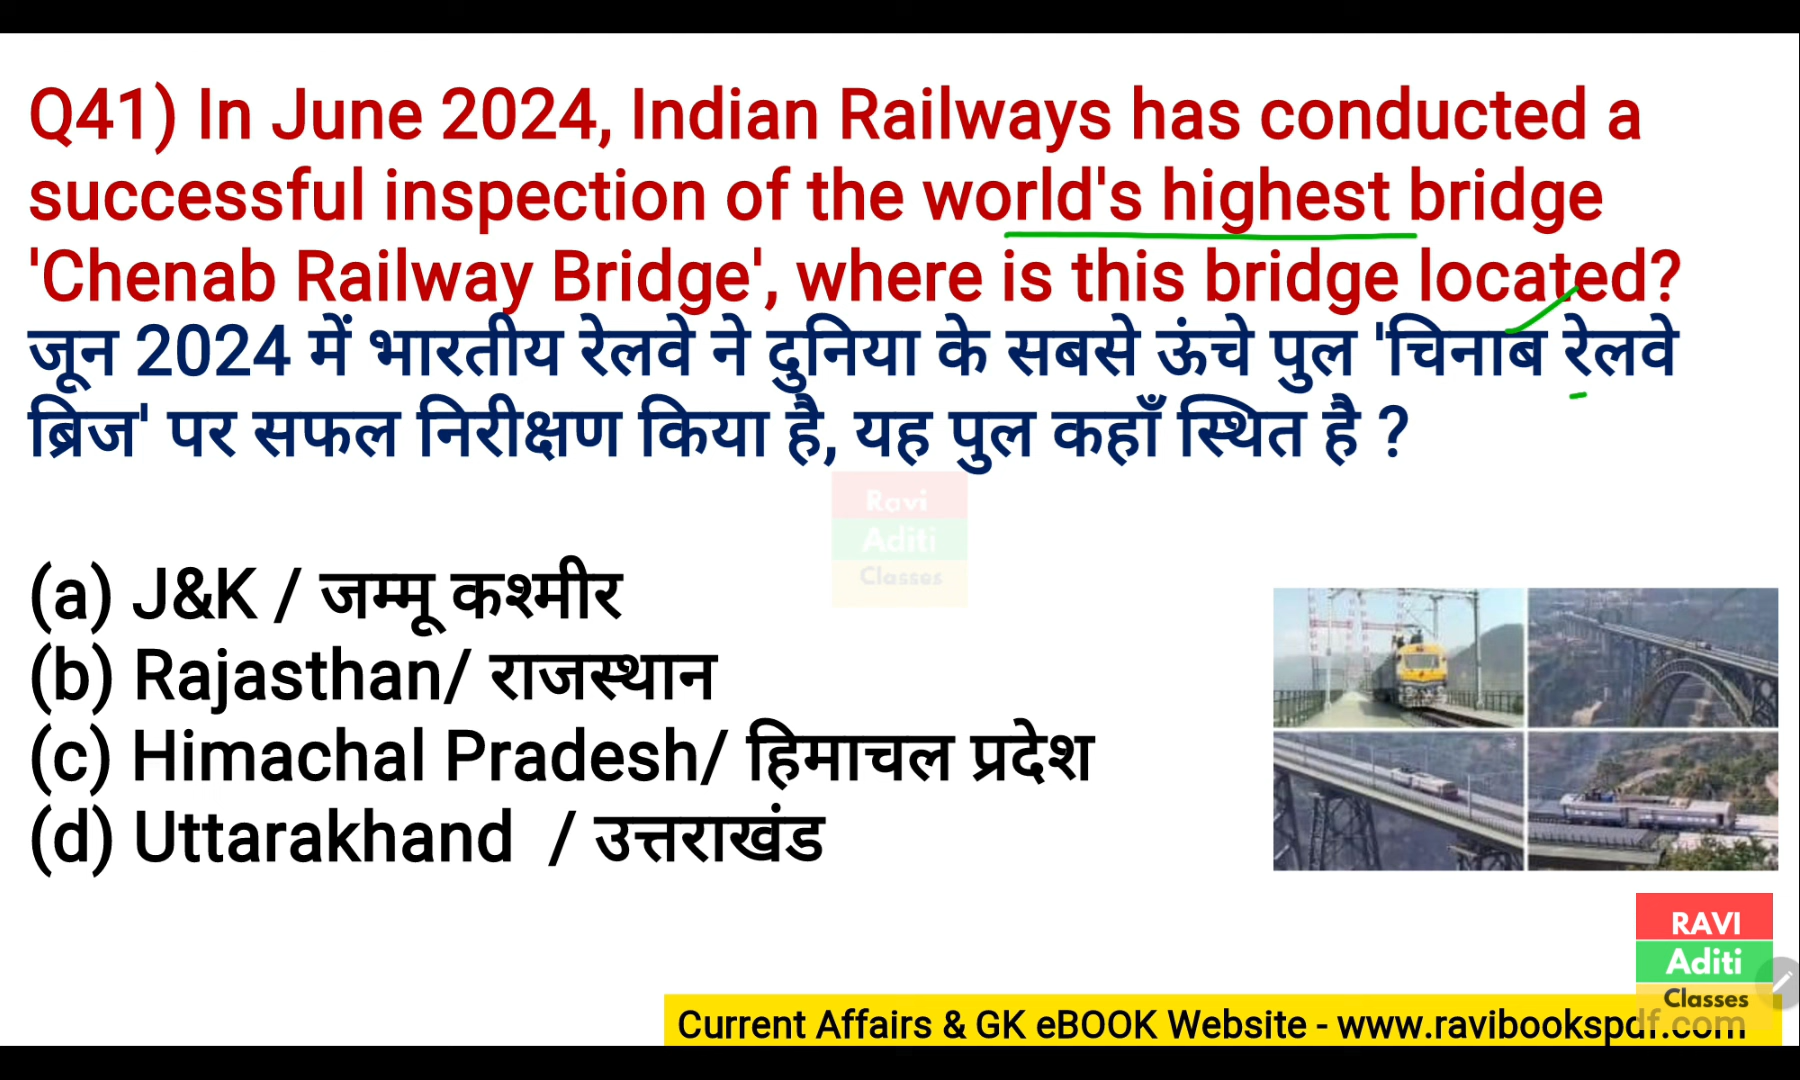 Q41) In June 2024, Indian Railways has conducted a
successful inspection of the world's highest bridge
'Chenab Railway Bridge', where is this bridge located?
जून 2024 में भारतीय रेलवे ने दुनिया के सबसे ऊंचे पुल 'चिनाब रेलवे
ब्रिज' पर सफल निरीक्षण किया है, यह पुल कहाँ स्थित है ?
Ravi
Aditi
Classes
(a) J&K / जम्मू कश्मीर
(b) Rajasthan/ राजस्थान
(c) Himachal Pradesh/ हिमाचल प्रदेश
(d) Uttarakhand / उत्तराखंड
RAVI
Aditi
Classes
Current Affairs & GK eBOOK Website - www.ravibookspdf.com